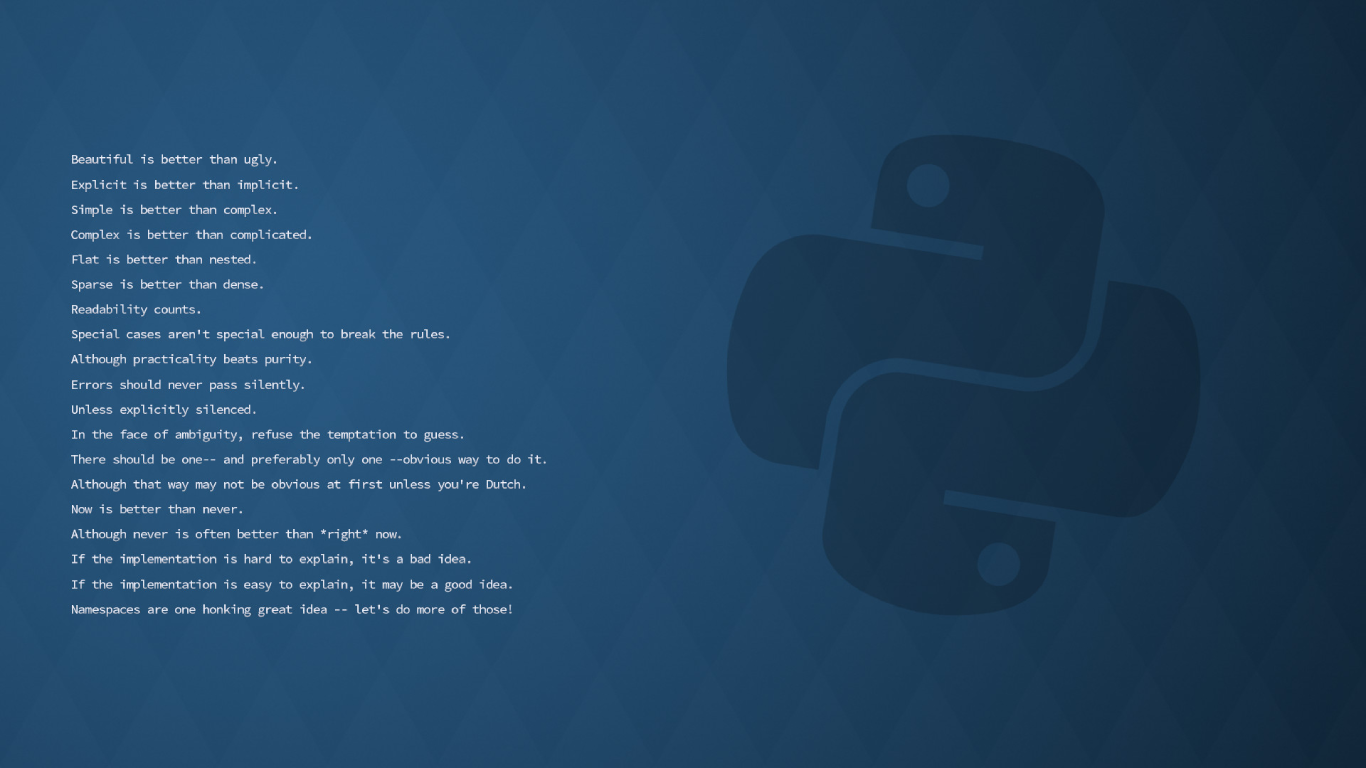 Beautiful is better than ugly.
Explicit is better than implicit.
Simple is better than complex.
Complex is better than complicated.
Flat is better than nested.
Sparse is better than dense.
Readability counts.
Special cases aren't special enough to break the rules.
Although practicality beats purity.
Errors should never pass silently.
Unless explicitly silenced.
In the face of ambiguity, refuse the temptation to guess.
There should be one-- and preferably only one --obvious way to do it.
Although that way may not be obvious at first unless you're Dutch.
Now is better than never.
Although never is often better than *right* now.
If the implementation is hard to explain, it's a bad idea.
If the implementation is easy to explain, it may be a good idea.
Namespaces are one honking great idea -- let's do more of those!